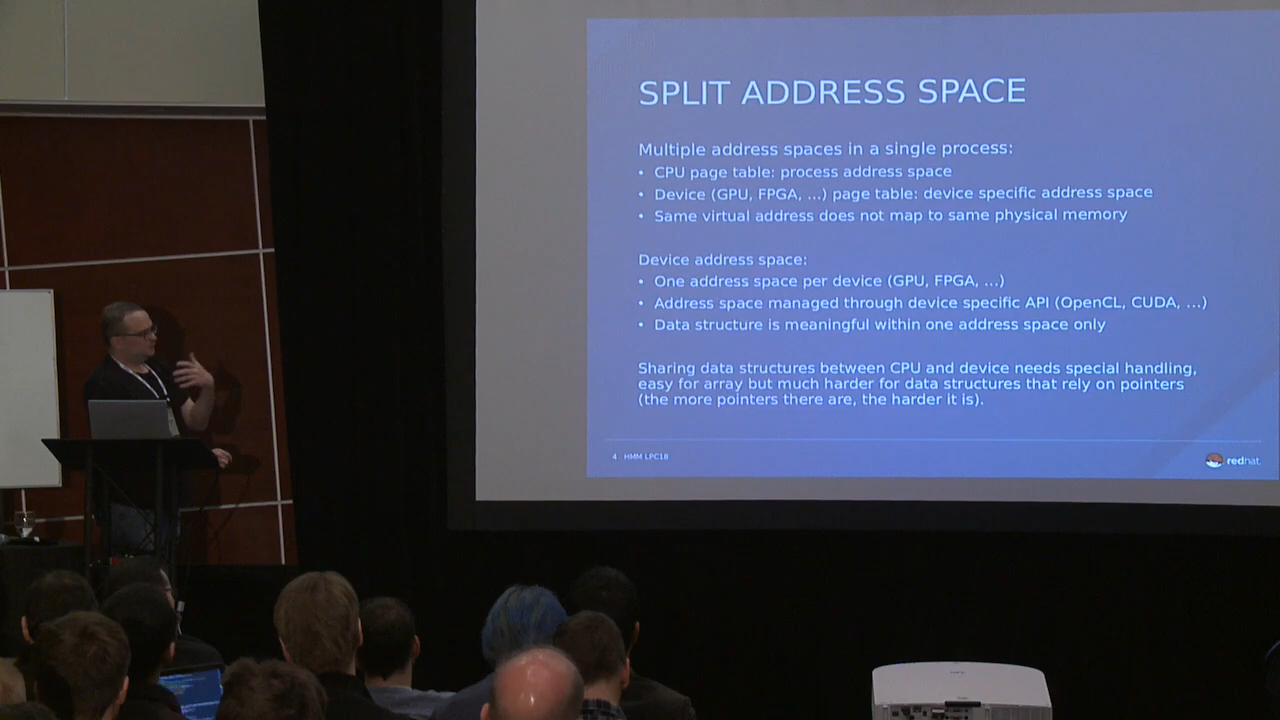 SPLIT ADDRESS SPACE
Multiple address spaces in a single process:
• CPU page table: process address space
• Device (GPU, FPGA, ...) page table: device specific address space
• Same virtual address does not map to same physical memory
Device address space:
• One address space per device (GPU, FPGA, ...)
• Address space managed through device specific API (OpenCL, CUDA, ...)
• Data structure is meaningful within one address space only
Sharing data structures between CPU and device needs special handling,
easy for array but much harder for data structures that rely on pointers
(the more pointers there are, the harder it is).
4 HMM LPC18
redhat.